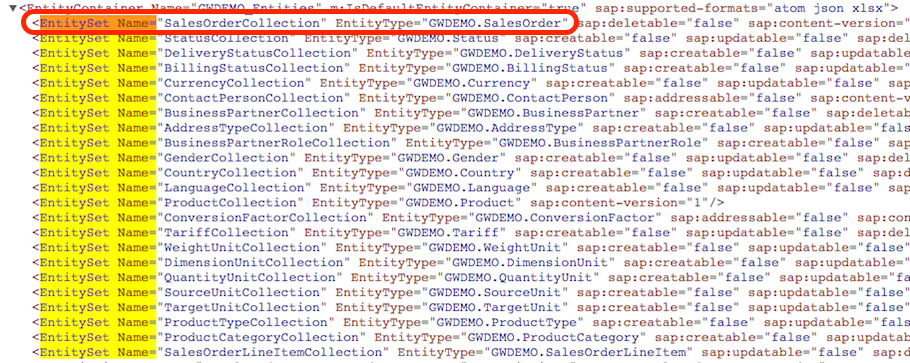 ▼<EntityContainer Name="GWDEMO_Entities" m:IsDefaultEntityContainer="true" sap:supported-formats="atom json xlsx">
<EntitySet Name="SalesOrderCollection" EntityType="GWDEMO.SalesOrder" sap:deletable="false" sap:content-version=
<EntitySet Name="StatusCollection" EntityType="GWDEMO.Status" sap:creatable="false" sap:updatable="false" sap:de
<EntitySet Name="DeliveryStatusCollection" EntityType="GWDEMO.DeliveryStatus" sap:creatable="false" sap:updatabl
<EntitySet Name="BillingStatusCollection" EntityType="GWDEMO.BillingStatus" sap:creatable="false" sap:updatable=
<EntitySet Name="CurrencyCollection" EntityType="GWDEMO.Currency" sap:creatable="false" sap:updatable="false" sa
<EntitySet Name="ContactPersonCollection" EntityType="GWDEMO.ContactPerson" sap:addressable="false" sap:content-v
<EntitySet Name="BusinessPartnerCollection" EntityType="GWDEMO.BusinessPartner" sap:creatable="false" sap:deletab
<EntitySet Name="AddressTypeCollection" EntityType="GWDEMO.AddressType" sap:creatable="false" sap:updatable="fals
<EntitySet Name="BusinessPartnerRoleCollection" EntityType="GWDEMO.BusinessPartnerRole" sap:creatable="false" sap
<EntitySet Name="GenderCollection" EntityType="GWDEMO.Gender" sap:creatable="false" sap:updatable="false" sap:del
<EntitySet Name="CountryCollection" EntityType="GWDEMO.Country" sap:creatable="false" sap:updatable="false" sap:d
<EntitySet Name="LanguageCollection" EntityType="GWDEMO.Language" sap:creatable="false" sap:updatable="false" sap
<EntitySet Name="ProductCollection" EntityType="GWDEMO.Product" sap:content-version="1"/>
<EntitySet Name="ConversionFactorCollection" EntityType="GWDEMO.ConversionFactor" sap:addressable="false" sap:con
<EntitySet Name="TariffCollection" EntityType="GWDEMO.Tariff" sap:creatable="false" sap:updatable="false" sap:del
<EntitySet Name="WeightUnitCollection" EntityType="GWDEMO.WeightUnit" sap:creatable="false" sap:updatable="false"
<EntitySet Name="DimensionUnitCollection" EntityType="GWDEMO.DimensionUnit" sap:creatable="false" sap:updatable="
<EntitySet Name="QuantityUnitCollection" EntityType="GWDEMO.QuantityUnit" sap:creatable="false" sap:updatable="fa
<EntitySet Name="SourceUnitCollection" EntityType="GWDEMO.SourceUnit" sap:creatable="false" sap:updatable="false"
<EntitySet Name="TargetUnitCollection" EntityType="GWDEMO.TargetUnit" sap:creatable="false" sap:updatable="false"
<EntitySet Name="ProductTypeCollection" EntityType="GWDEMO.ProductType" sap:creatable="false" sap:updatable="fals
<EntitySet Name="ProductCategoryCollection" EntityType="GWDEMO.ProductCategory" sap:creatable="false" sap:updatab
<EntitySet Name="SalesOrderLineItemCollection" EntityType="GWDEMO.SalesOrderLineItem" sap:addressable="false"